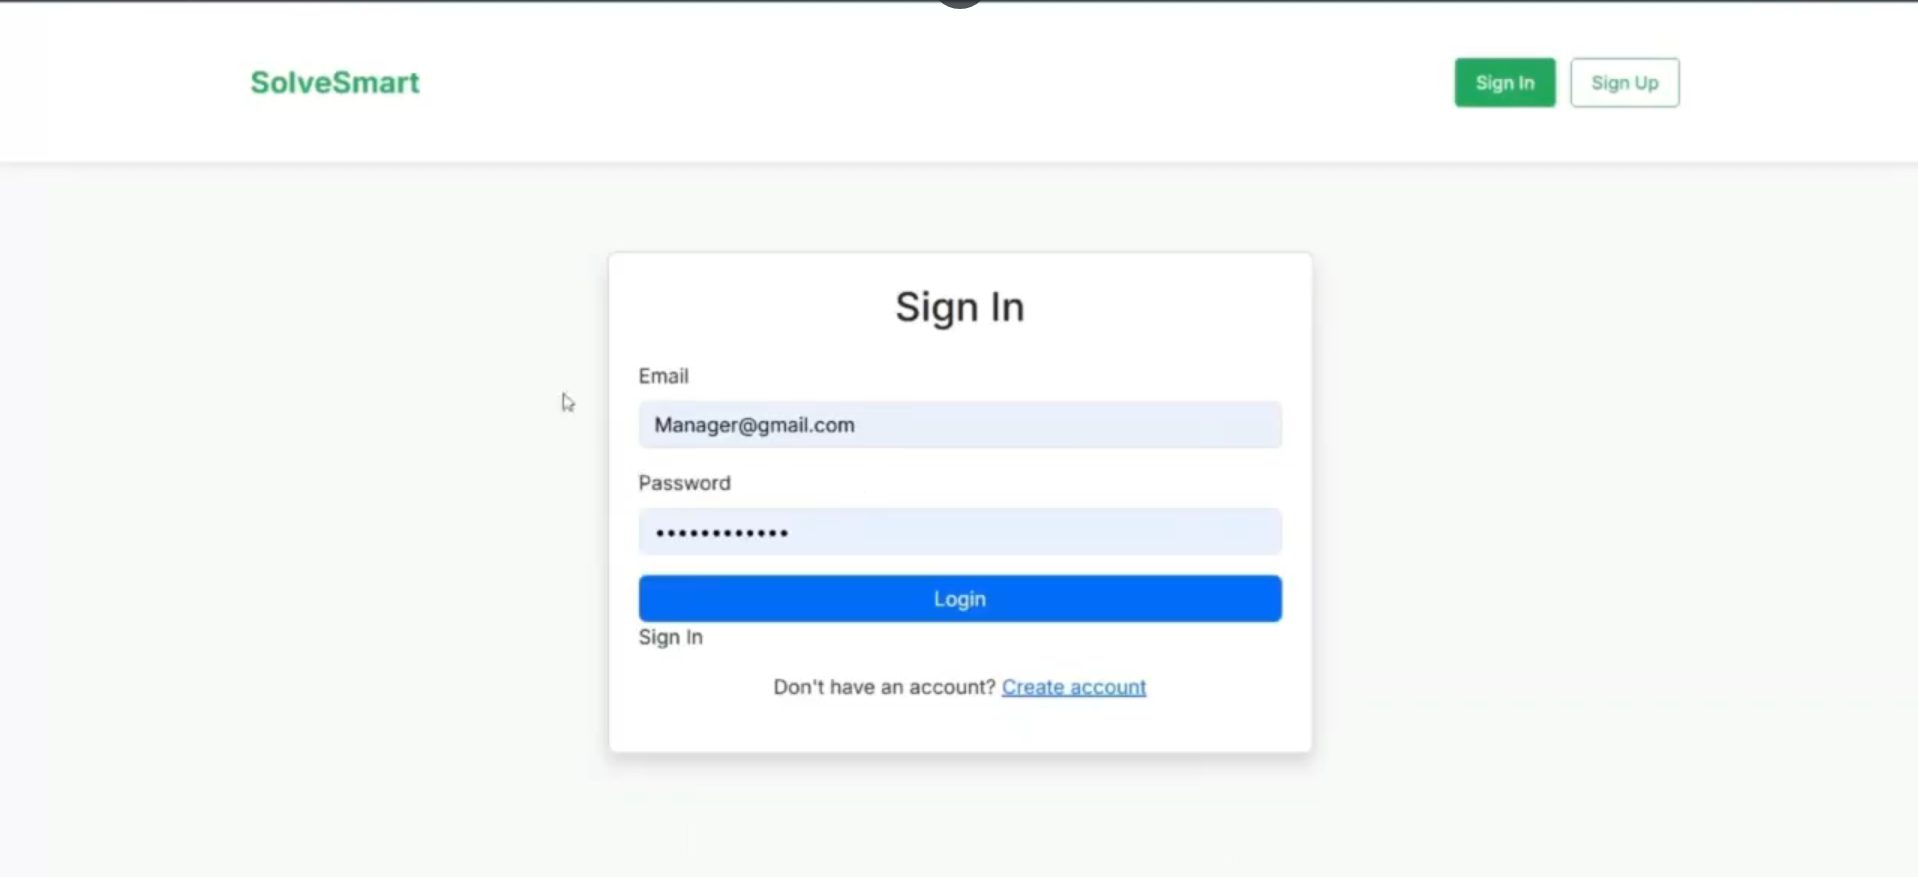 SolveSmart
Sign In
Sign Up
Sign In
Email
Manager@gmail.com
Password
••••••••••••
Login
Sign In
Don't have an account? Create account